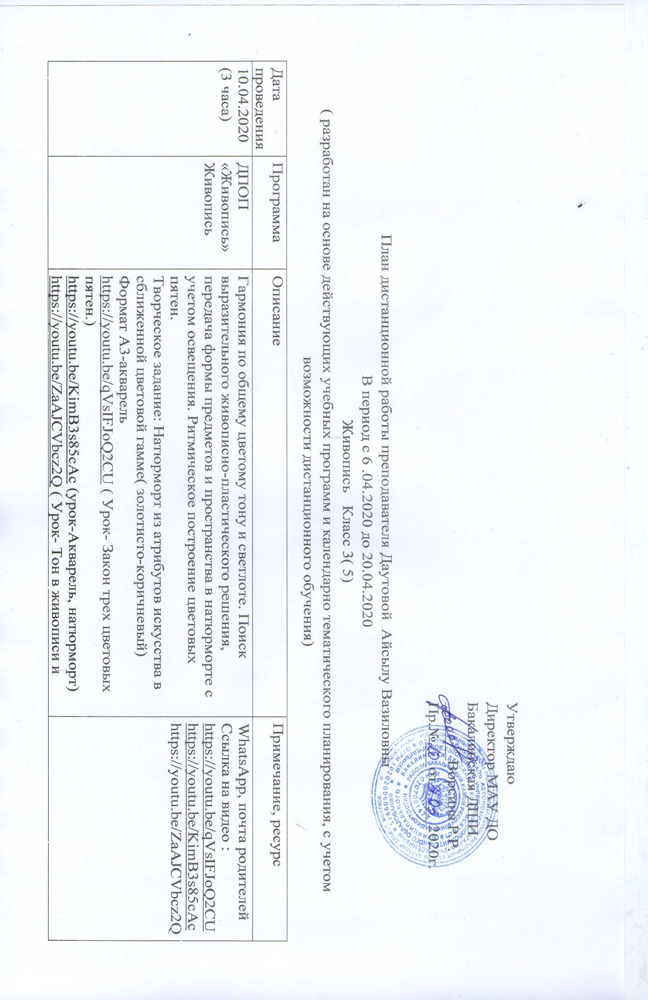 Утверждаю
Директор МАУ ДО
Бакалинская ДПИ
Ворсина Р.Р.
Пр.№ 26 от 2020г.
План дистанционной работы преподавателя Даутовой Айсылу Вазиловны
В период с 6 .04.2020 до 20.04.2020
Живопись Класс 3( 5)
( разработан на основе действующих учебных программ и календарно тематического планирования, с учетом
возможности дистанционного обучения)
Дата
проведения
Программа
Описание
Примечание, ресурс
10.04.2020
(3 часа)
ДПОП
«Живопись»
Живопись
Гармония по общему цветому тону и светлоте. Поиск
выразительного живописно-пластического решения,
передача формы предметов и пространства в натюрморте с
учетом освещения. Ритмическое построение цветовых
пятен.
Творческое задание: Натюрморт из атрибутов искусства в
сближенной цветовой гамме( золотисто-коричневый)
Формат А3-акварель
https://youtu.be/qVsIFJoQ2CU ( Урок- Закон трех цветовых
пятен.)
https://youtu.be/KimB3s85cAc (урок-Акварель, натюрморт)
https://youtu.be/ZaAJCVbcz2Q ( Урок- Тон в живописи и
WhatsApp, почта родителей
Ссылка на видео :
https://youtu.be/qVsIFJoQ2CU
https://youtu.be/KimB3s85cAc
https://youtu.be/ZaAJCVbcz2Q